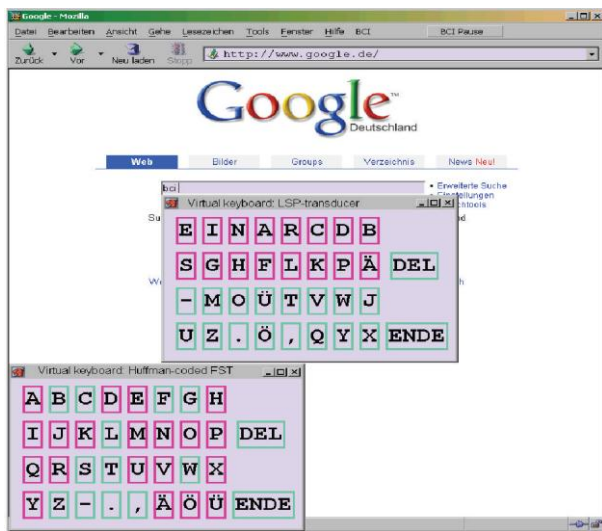 Google - Mozilla
Datei Bearbeiten Ansicht Gehe Lesezeichen Tools Fenster Hilfe BCI BCI Pause
Zurück Vor Neu laden Stopp http://www.google.de/
Google™
Deutschland
Web Bilder Groups Verzeichnis News Neu!
bci
• Erweiterte Suche
Virtual keyboard: LSP-transducer
E I N A R C D B
S G H F L K P Ä DEL
- M O Ü T V W J
U Z . Ö , Q Y X ENDE
Virtual keyboard: Huffman-coded FST
A B C D E F G H
I J K L M N O P DEL
Q R S T U V W X
Y Z - . , Ä Ö Ü ENDE